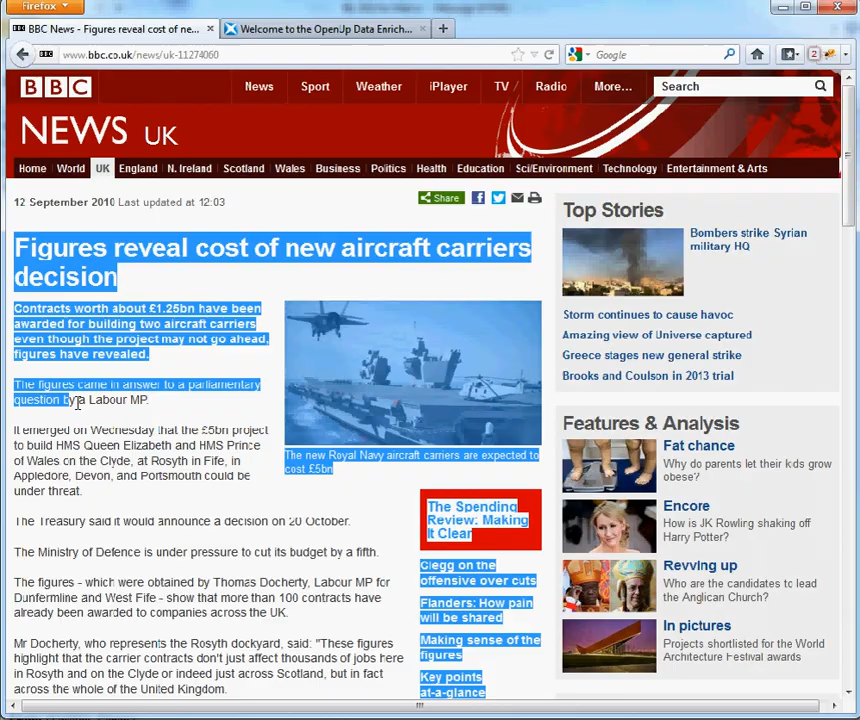 Firefox
BBC News - Figures reveal cost of ne...
Welcome to the OpenUp Data Enrich...
www.bbc.co.uk/news/uk-11274060
Google
2
BBC
News Sport Weather iPlayer TV Radio More... Search
NEWS UK
Home World UK England N. Ireland Scotland Wales Business Politics Health Education Sci/Environment Technology Entertainment & Arts
12 September 2010 Last updated at 12:03
Share
Figures reveal cost of new aircraft carriers
decision
Contracts worth about £1.25bn have been
awarded for building two aircraft carriers
even though the project may not go ahead,
figures have revealed.
The figures came in answer to a parliamentary
question by a Labour MP.
It emerged on Wednesday that the £5bn project
to build HMS Queen Elizabeth and HMS Prince
of Wales on the Clyde, at Rosyth in Fife, in
Appledore, Devon, and Portsmouth could be
under threat.
The Treasury said it would announce a decision on 20 October.
The Ministry of Defence is under pressure to cut its budget by a fifth.
The figures - which were obtained by Thomas Docherty, Labour MP for
Dunfermline and West Fife - show that more than 100 contracts have
already been awarded to companies across the UK.
Mr Docherty, who represents the Rosyth dockyard, said: "These figures
highlight that the carrier contracts don't just affect thousands of jobs here
in Rosyth and on the Clyde or indeed just across Scotland, but in fact
across the whole of the United Kingdom.
The new Royal Navy aircraft carriers are expected to
cost £5bn
The Spending
Review: Making
It Clear
Clegg on the
offensive over cuts
Flanders: How pain
will be shared
Making sense of the
figures
Key points
at-a-glance
Top Stories
Bombers strike Syrian
military HQ
Storm continues to cause havoc
Amazing view of Universe captured
Greece stages new general strike
Brooks and Coulson in 2013 trial
Features & Analysis
Fat chance
Why do parents let their kids grow
obese?
Encore
How is JK Rowling shaking off
Harry Potter?
Revving up
Who are the candidates to lead
the Anglican Church?
In pictures
Projects shortlisted for the World
Architecture Festival awards